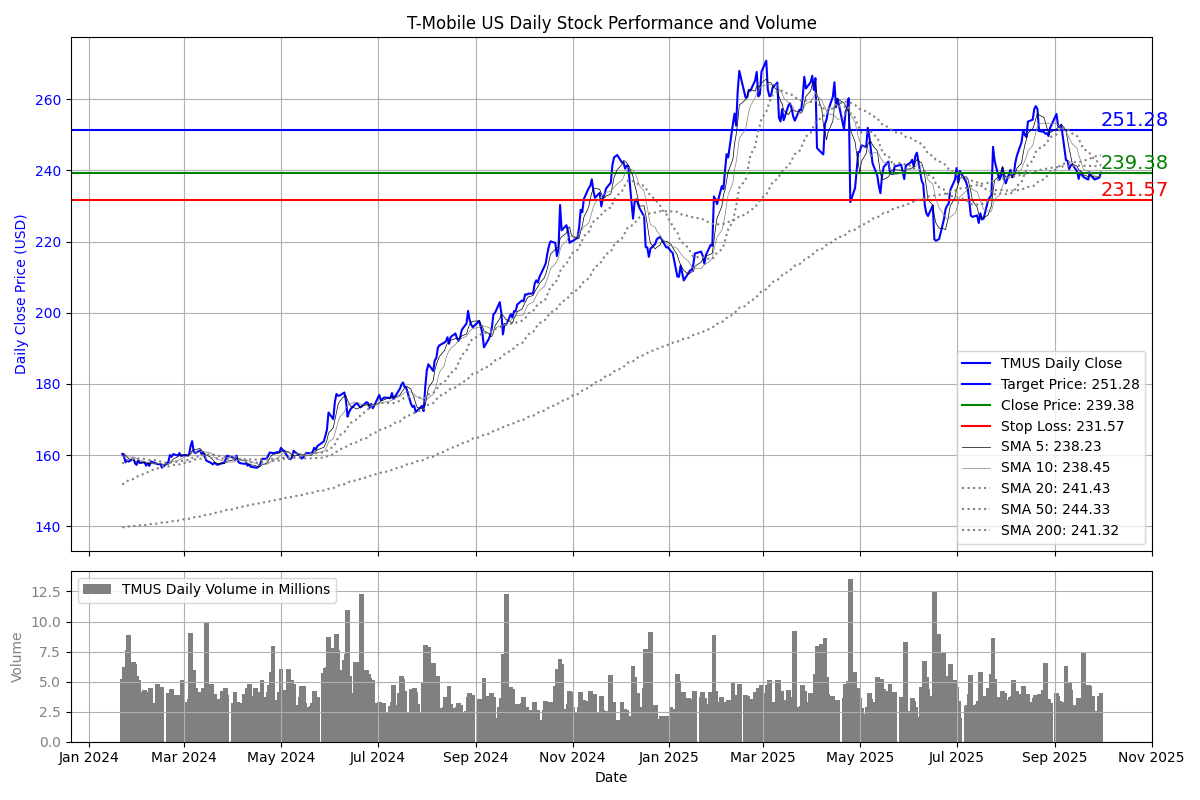 T-Mobile US Daily Stock Performance and Volume
Daily Close Price (USD)
260
240
220
200
180
160
140
251.28
239.38
231.57
TMUS Daily Close
Target Price: 251.28
Close Price: 239.38
Stop Loss: 231.57
SMA 5: 238.23
SMA 10: 238.45
SMA 20: 241.43
SMA 50: 244.33
SMA 200: 241.32
Volume
12.5
10.0
7.5
5.0
2.5
0.0
TMUS Daily Volume in Millions
Jan 2024 Mar 2024 May 2024 Jul 2024 Sep 2024 Nov 2024 Jan 2025 Mar 2025 May 2025 Jul 2025 Sep 2025 Nov 2025
Date